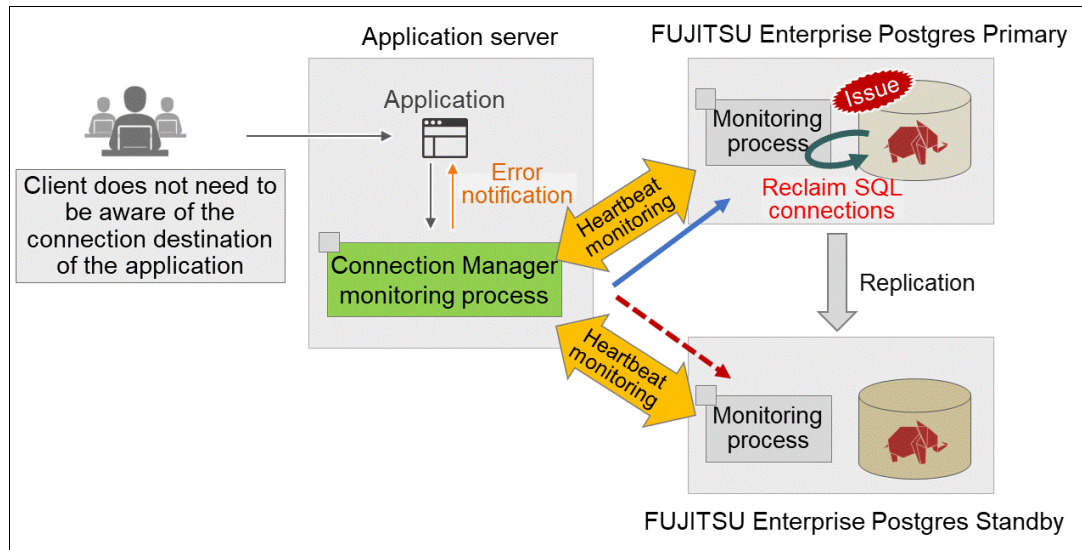 Application server
FUJITSU Enterprise Postgres Primary
Application
Error
notification
Client does not need to
be aware of the
connection destination
of the application
Connection Manager
monitoring process
Heartbeat
monitoring
Monitoring
process
Issue
Reclaim SQL
connections
Replication
Heartbeat
monitoring
Monitoring
process
FUJITSU Enterprise Postgres Standby